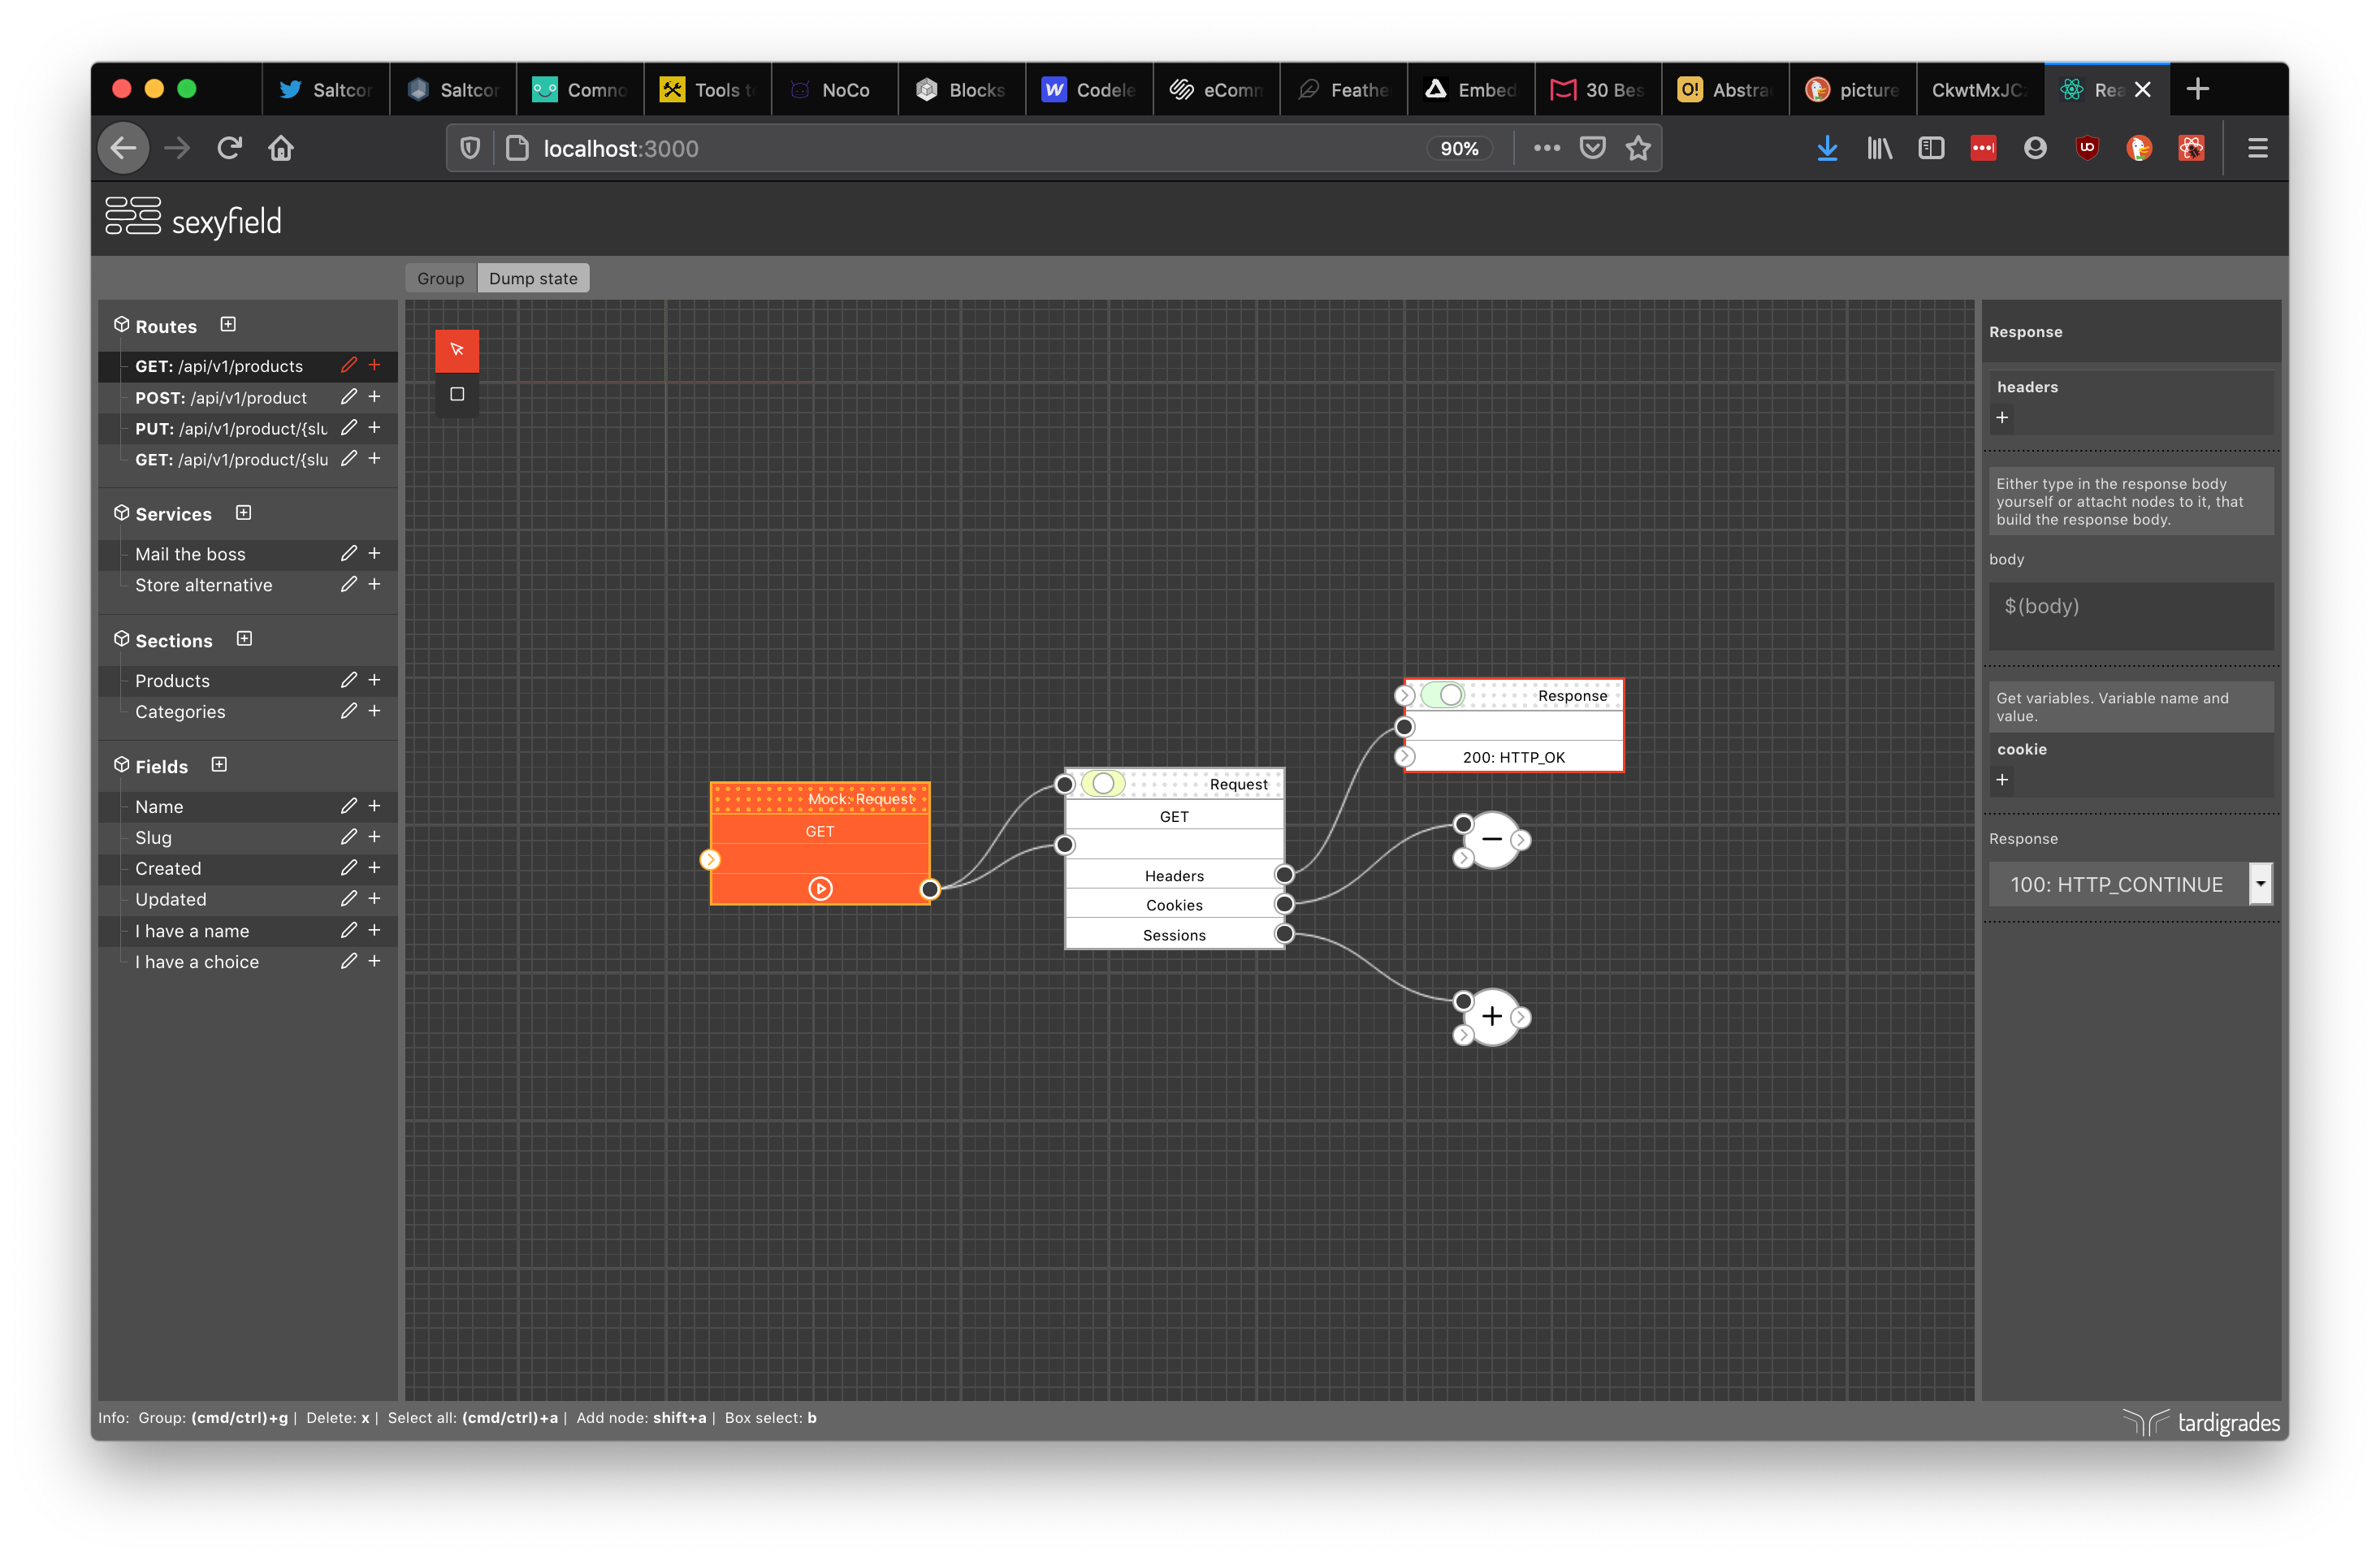 Saltcor
Saltcor
Comno
Tools to
NoCo
Blocks
Codele
eComm
Feathe
Embed
30 Bes
Abstra
picture
CkwtMxJC
Rea
localhost:3000
90%
sexyfield
Group
Dump state
Routes
GET: /api/v1/products
POST: /api/v1/product
PUT: /api/v1/product/{slu
GET: /api/v1/product/{slu
Services
Mail the boss
Store alternative
Sections
Products
Categories
Fields
Name
Slug
Created
Updated
I have a name
I have a choice
Mock: Request
GET
Request
GET
Headers
Cookies
Sessions
Response
200: HTTP_OK
Response
headers
Either type in the response body
yourself or attacht nodes to it, that
build the response body.
body
$(body)
Get variables. Variable name and
value.
cookie
Response
100: HTTP_CONTINUE
Info: Group: (cmd/ctrl)+g | Delete: x | Select all: (cmd/ctrl)+a | Add node: shift+a | Box select: b
tardigrades